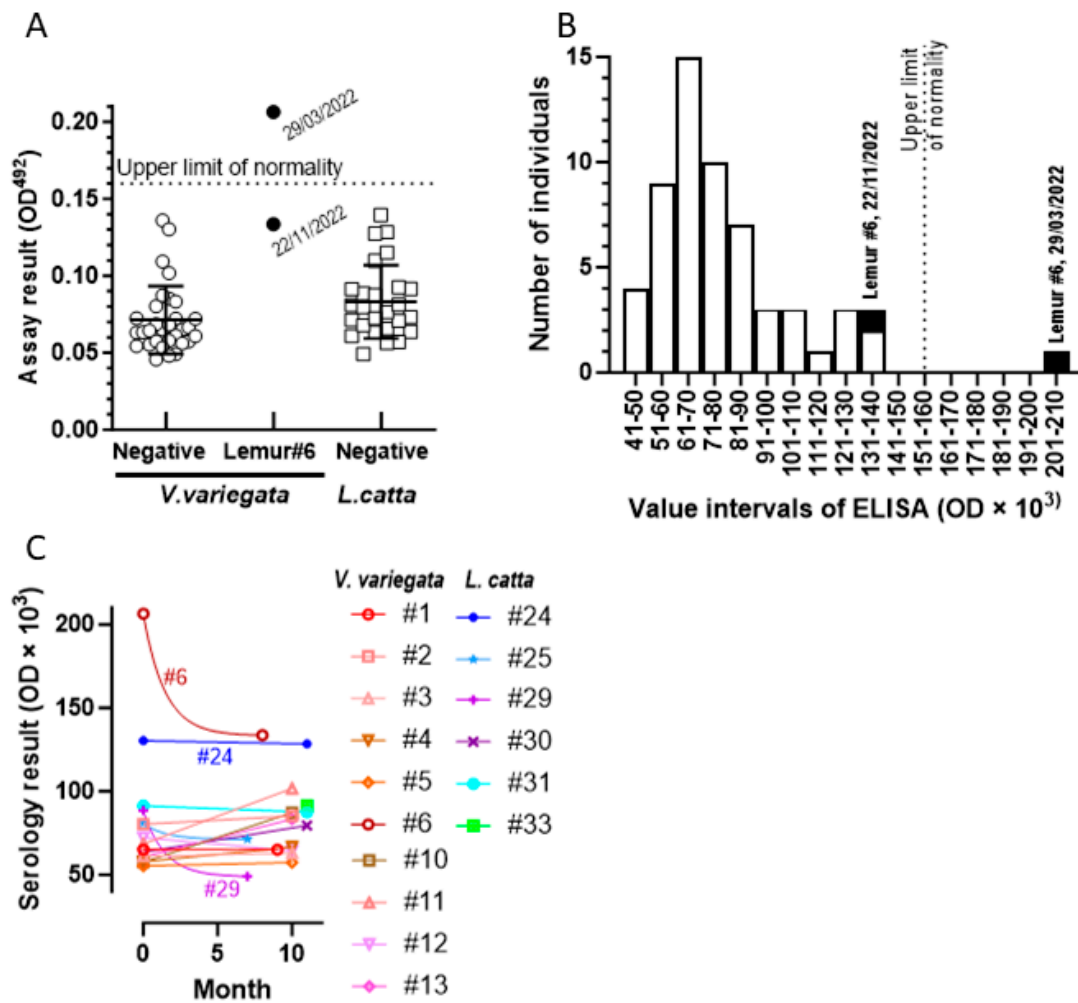 A
Assay result (OD⁴⁹²)
0.20
0.15
0.10
0.05
0.00
29/03/2022
Upper limit of normality
22/11/2022
Negative Lemur#6 Negative
V.variegata L.catta
B
Number of individuals
15
10
5
0
Upper limit
of normality
Lemur #6, 22/11/2022
Lemur #6, 29/03/2022
41-50
51-60
61-70
71-80
81-90
91-100
101-110
111-120
121-130
131-140
141-150
151-160
161-170
171-180
181-190
191-200
201-210
Value intervals of ELISA (OD × 10³)
C
Serology result (OD × 10³)
200
150
100
50
#6
#24
#29
0 10
Month
V. variegata L. catta
#1 #24
#2 #25
#3 #29
#4 #30
#5 #31
#6 #33
#10
#11
#12
#13